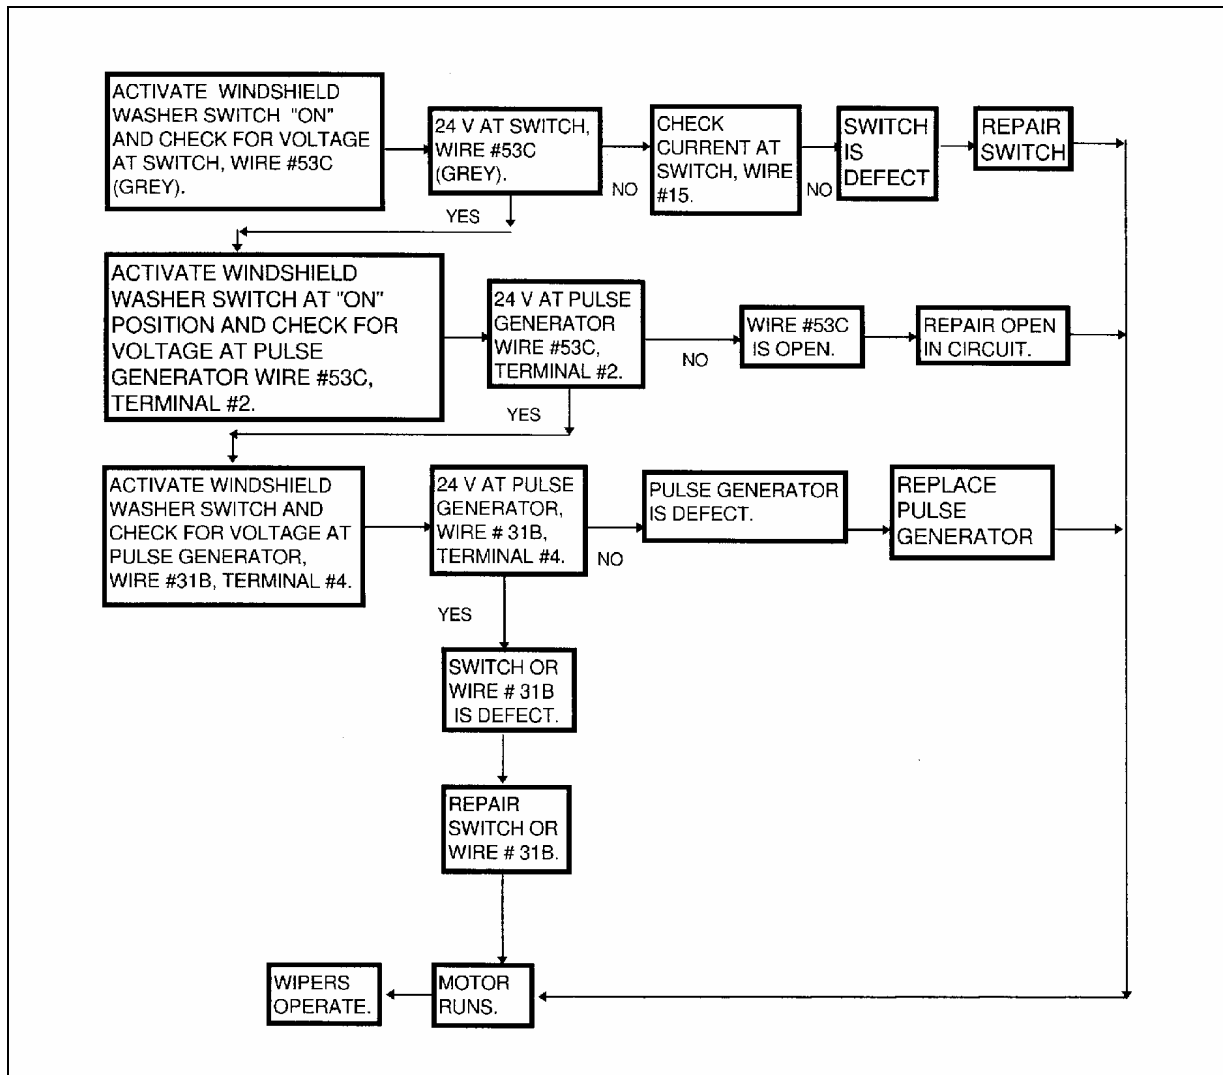 ACTIVATE WINDSHIELD
WASHER SWITCH "ON"
AND CHECK FOR VOLTAGE
AT SWITCH, WIRE #53C
(GREY).
24 V AT SWITCH,
WIRE #53C
(GREY).
NO
CHECK
CURRENT AT
SWITCH, WIRE
#15.
NO
SWITCH
IS
DEFECT
REPAIR
SWITCH
YES
ACTIVATE WINDSHIELD
WASHER SWITCH AT "ON"
POSITION AND CHECK FOR
VOLTAGE AT PULSE
GENERATOR WIRE #53C,
TERMINAL #2.
24 V AT PULSE
GENERATOR
WIRE #53C,
TERMINAL #2.
NO
WIRE #53C
IS OPEN.
REPAIR OPEN
IN CIRCUIT.
YES
ACTIVATE WINDSHIELD
WASHER SWITCH AND
CHECK FOR VOLTAGE AT
PULSE GENERATOR,
WIRE #31B, TERMINAL #4.
24 V AT PULSE
GENERATOR,
WIRE # 31B,
TERMINAL #4.
NO
PULSE GENERATOR
IS DEFECT.
REPLACE
PULSE
GENERATOR
YES
SWITCH OR
WIRE # 31B
IS DEFECT.
REPAIR
SWITCH OR
WIRE # 31B.
WIPERS
OPERATE.
MOTOR
RUNS.